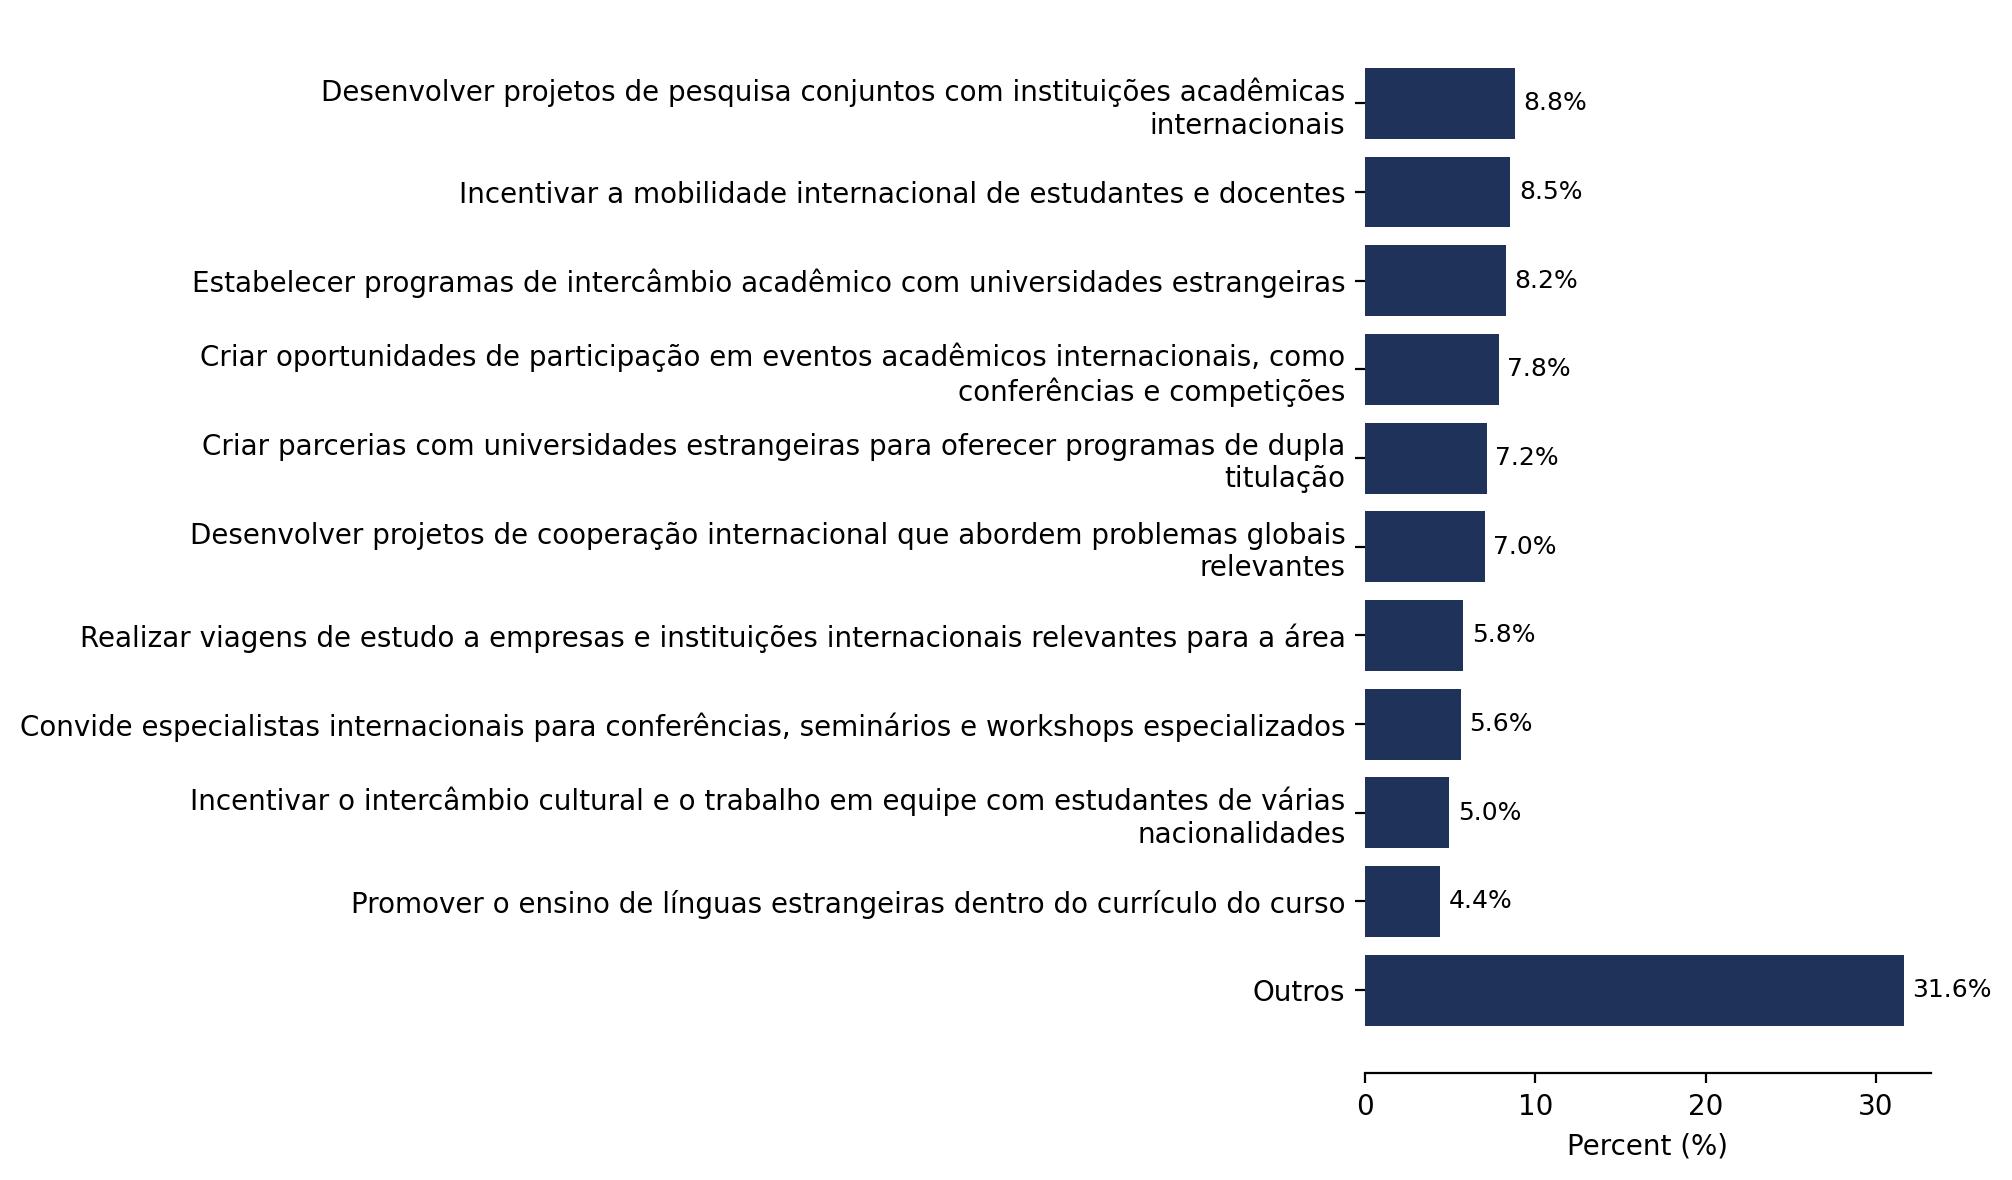 Desenvolver projetos de pesquisa conjuntos com instituições acadêmicas
internacionais
8.8%
Incentivar a mobilidade internacional de estudantes e docentes
8.5%
Estabelecer programas de intercâmbio acadêmico com universidades estrangeiras
8.2%
Criar oportunidades de participação em eventos acadêmicos internacionais, como
conferências e competições
7.8%
Criar parcerias com universidades estrangeiras para oferecer programas de dupla
titulação
7.2%
Desenvolver projetos de cooperação internacional que abordem problemas globais
relevantes
7.0%
Realizar viagens de estudo a empresas e instituições internacionais relevantes para a área
5.8%
Convide especialistas internacionais para conferências, seminários e workshops especializados
5.6%
Incentivar o intercâmbio cultural e o trabalho em equipe com estudantes de várias
nacionalidades
5.0%
Promover o ensino de línguas estrangeiras dentro do currículo do curso
4.4%
Outros
31.6%
0 10 20 30
Percent (%)